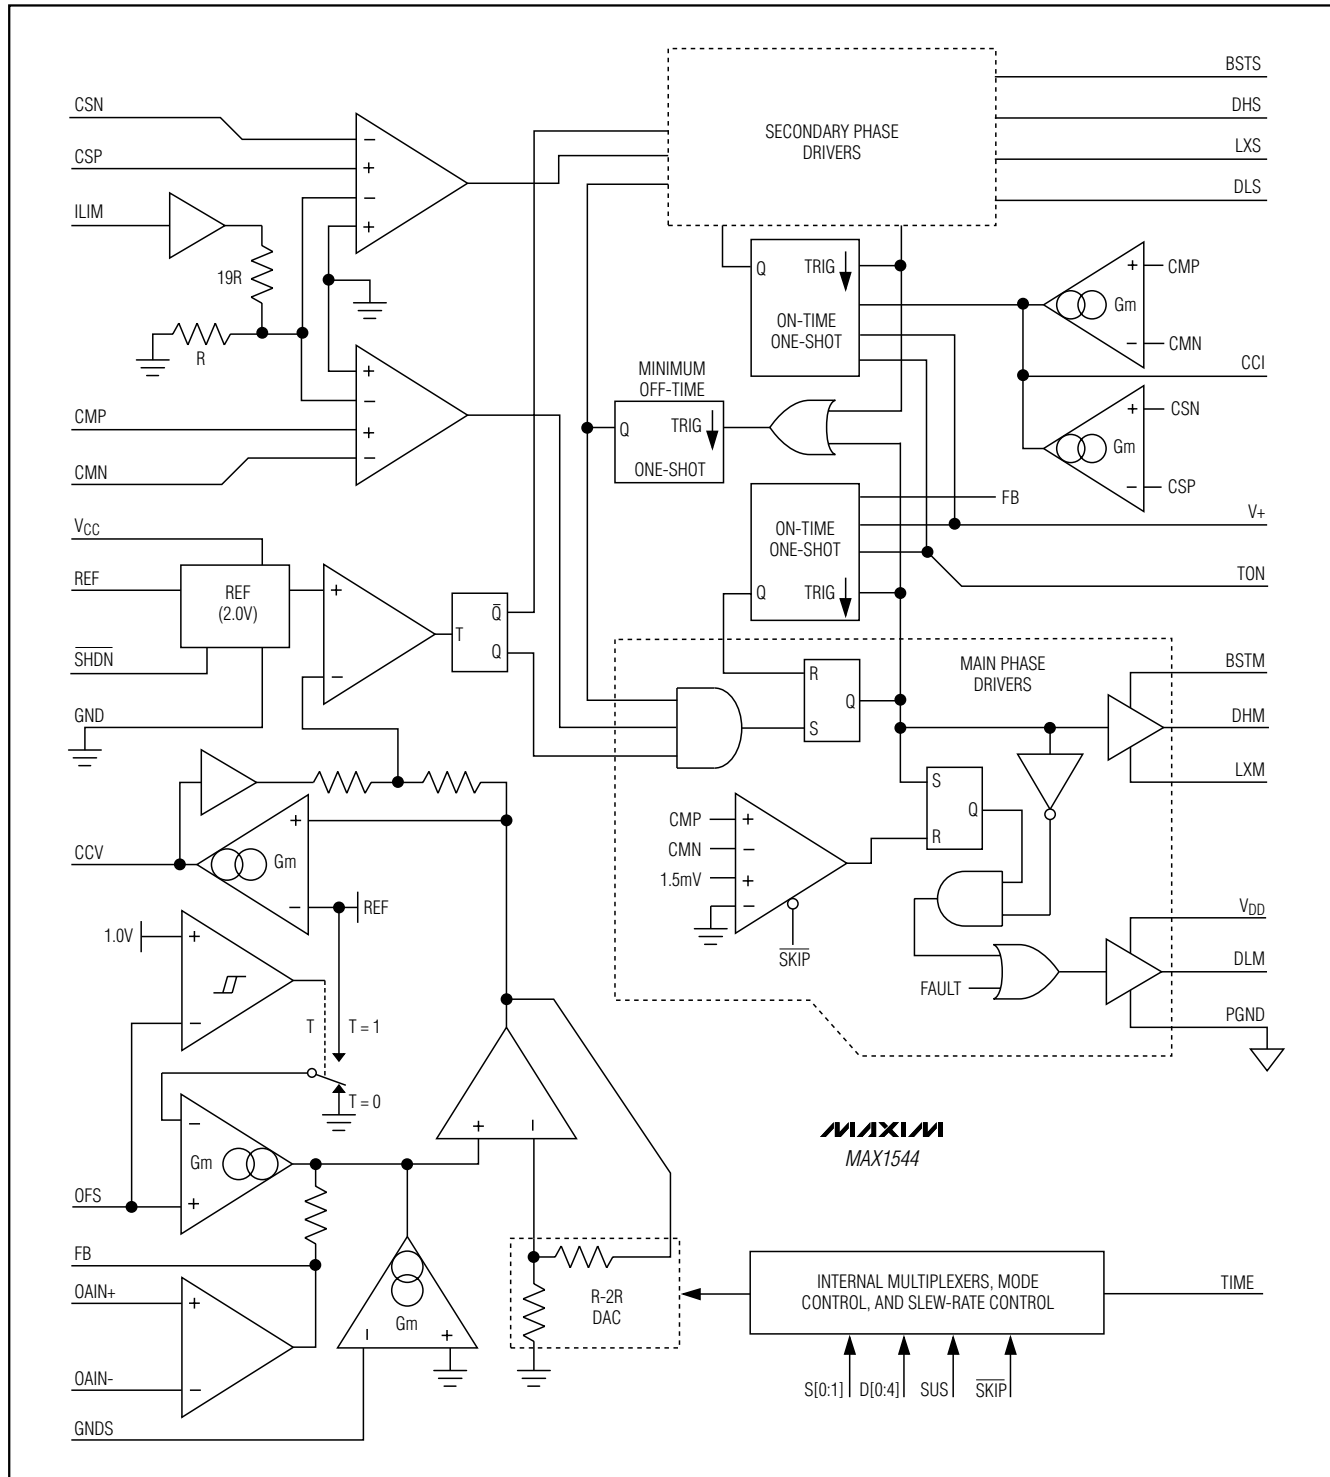 BSTS
CSN
DHS
SECONDARY PHASE
DRIVERS
LXS
CSP
DLS
ILIM
− + − +
19R
R
Q TRIG
ON-TIME
ONE-SHOT
+ CMP
Gm
− CMN
CCI
MINIMUM
OFF-TIME
Q TRIG
ONE-SHOT
+ CSN
Gm
− CSP
CMP
CMN
+ − + −
FB
ON-TIME
ONE-SHOT
Q TRIG
V+
TON
VCC
REF
REF
(2.0V)
+
−
T Q̅
Q
S̅H̅D̅N̅
GND
MAIN PHASE
DRIVERS
R
Q
S
BSTM
DHM
LXM
S
Q
R
CMP +
CMN −
1.5mV +
−
S̅K̅I̅P̅
CCV
+
Gm
−
REF
1.0V
+
−
T T = 1
T = 0
VDD
DLM
FAULT
PGND
−
Gm
+
+ −
MAXIM
MAX1544
OFS
FB
OAIN+
+
−
OAIN-
Gm
− +
GNDS
R-2R
DAC
INTERNAL MULTIPLEXERS, MODE
CONTROL, AND SLEW-RATE CONTROL
TIME
S[0:1] D[0:4] SUS S̅K̅I̅P̅